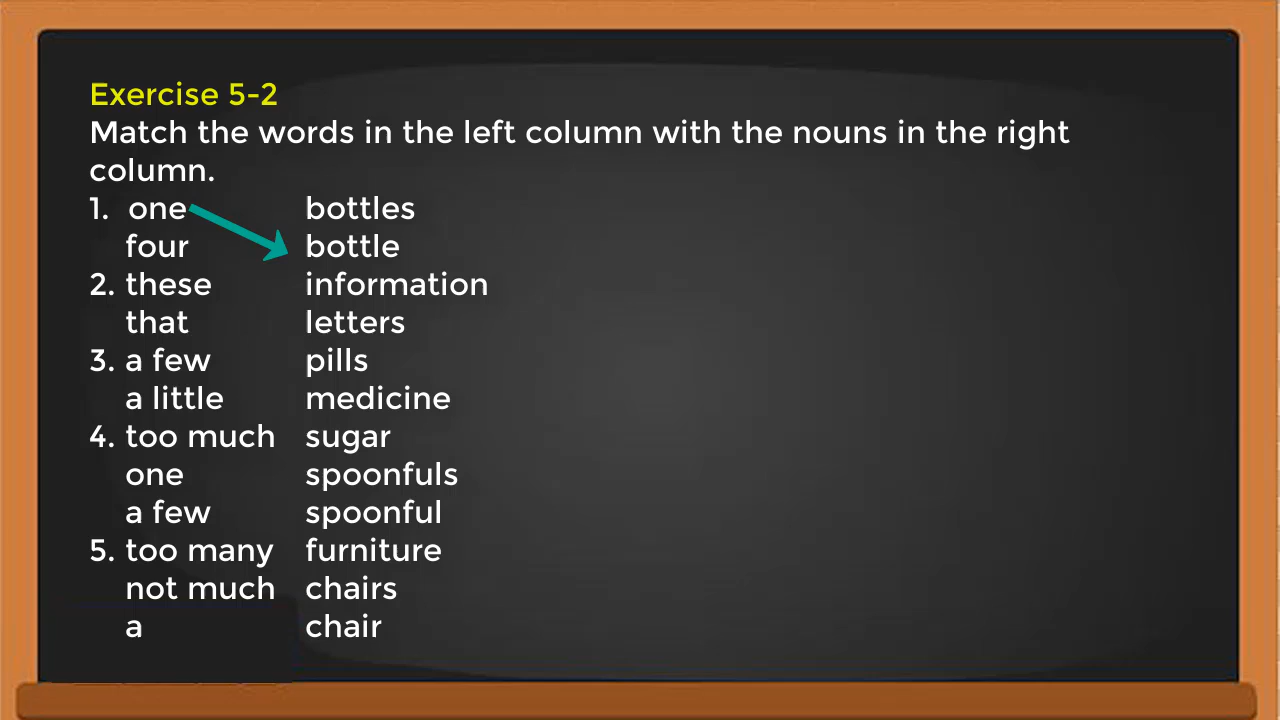 Exercise 5-2
Match the words in the left column with the nouns in the right
column.
1. one bottles
four bottle
2. these information
that letters
3. a few pills
a little medicine
4. too much sugar
one spoonfuls
a few spoonful
5. too many furniture
not much chairs
a chair